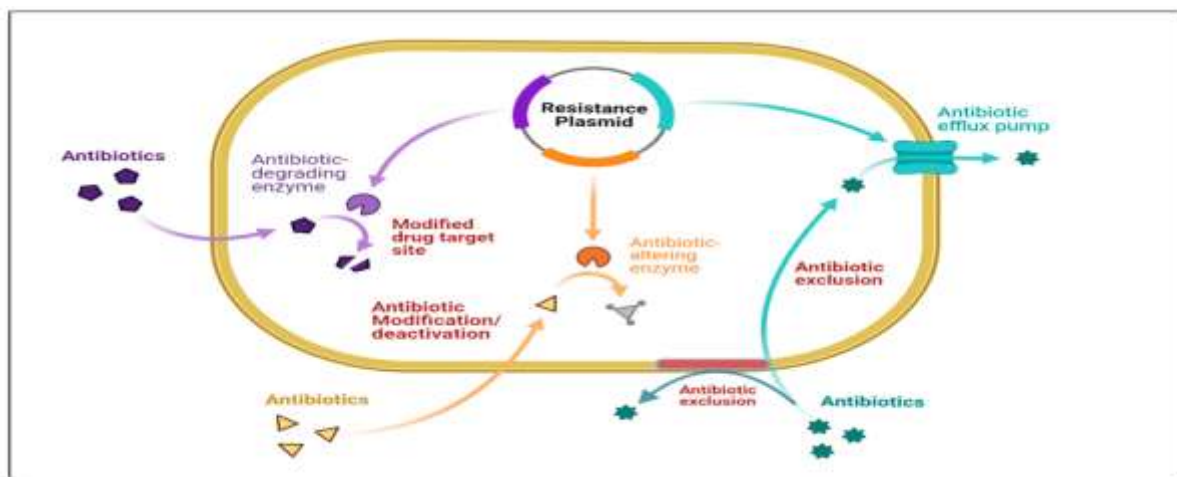 Resistance
Plasmid
Antibiotic
efflux pump
Antibiotics
Antibiotic-
degrading
enzyme
Modified
drug target
site
Antibiotic-
altering
enzyme
Antibiotic
exclusion
Antibiotic
Modification/
deactivation
Antibiotics
Antibiotic
exclusion
Antibiotics